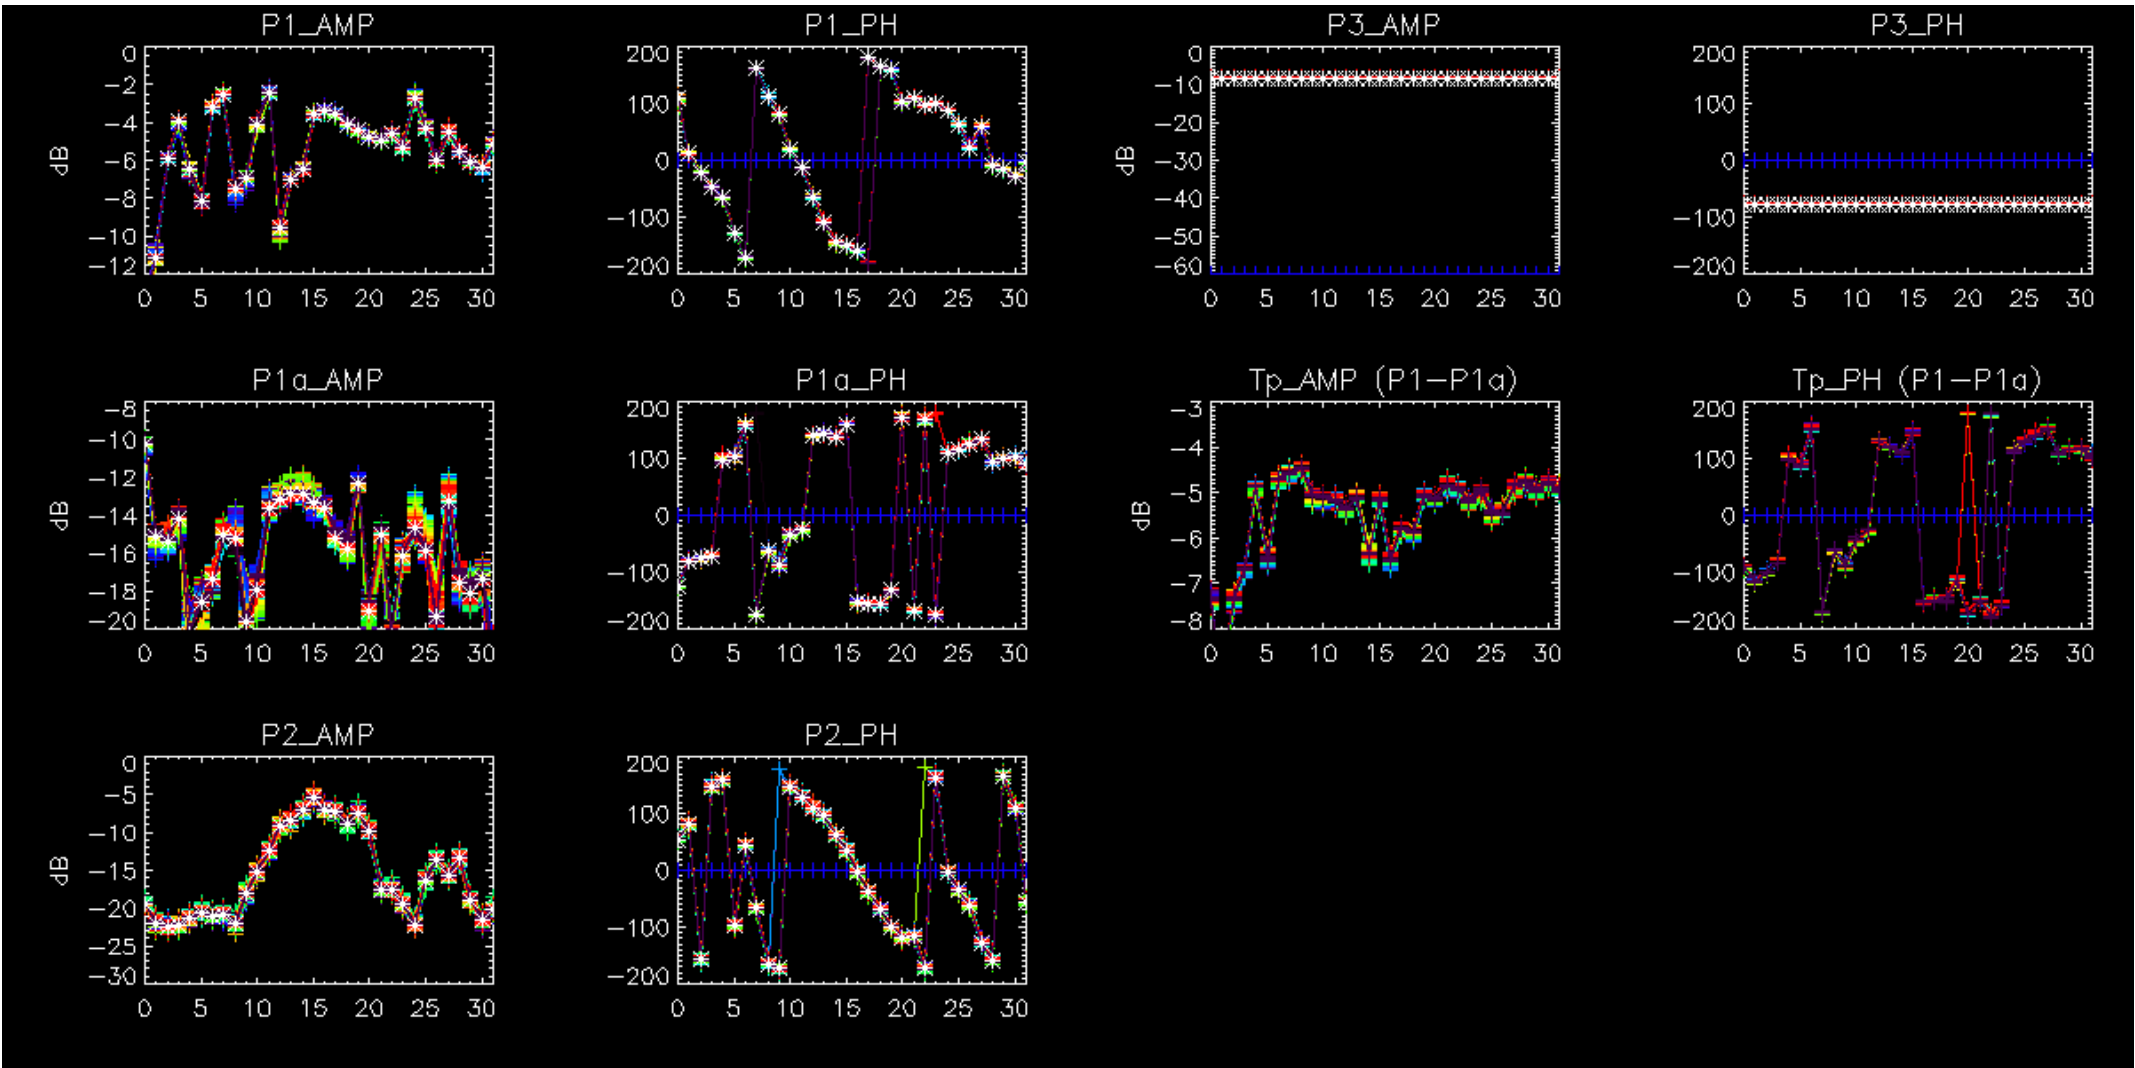 P1_AMP
dB
0
-2
-4
-6
-8
-10
-12
0 5 10 15 20 25 30
P1_PH
200
100
0
-100
-200
0 5 10 15 20 25 30
P3_AMP
dB
0
-10
-20
-30
-40
-50
-60
0 5 10 15 20 25 30
P3_PH
200
100
0
-100
-200
0 5 10 15 20 25 30
P1a_AMP
dB
-8
-10
-12
-14
-16
-18
-20
0 5 10 15 20 25 30
P1a_PH
200
100
0
-100
-200
0 5 10 15 20 25 30
Tp_AMP (P1-P1a)
dB
-3
-4
-5
-6
-7
-8
0 5 10 15 20 25 30
Tp_PH (P1-P1a)
200
100
0
-100
-200
0 5 10 15 20 25 30
P2_AMP
dB
0
-5
-10
-15
-20
-25
-30
0 5 10 15 20 25 30
P2_PH
200
100
0
-100
-200
0 5 10 15 20 25 30